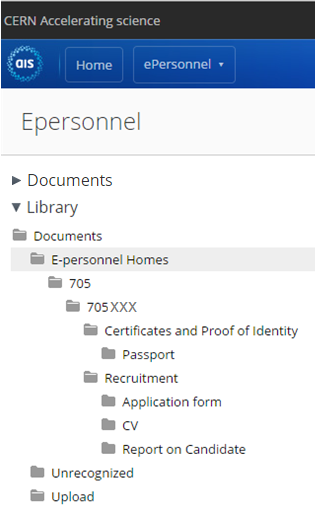 CERN Accelerating science
ais Home ePersonnel
Epersonnel
Documents
Library
Documents
E-personnel Homes
705
705XXX
Certificates and Proof of Identity
Passport
Recruitment
Application form
CV
Report on Candidate
Unrecognized
Upload